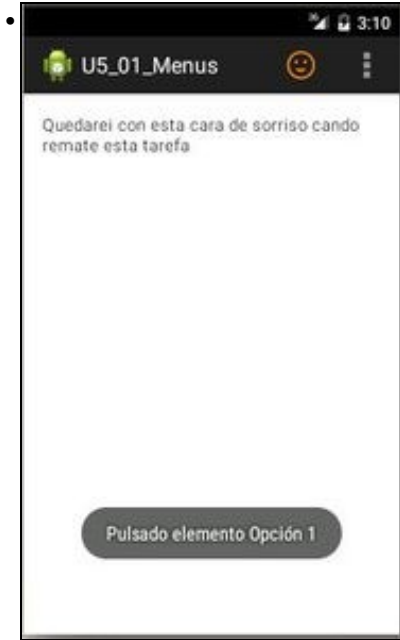 3:10
U5_01_Menus
Quedarei con esta cara de sorriso cando
remate esta tarefa
Pulsado elemento Opción 1